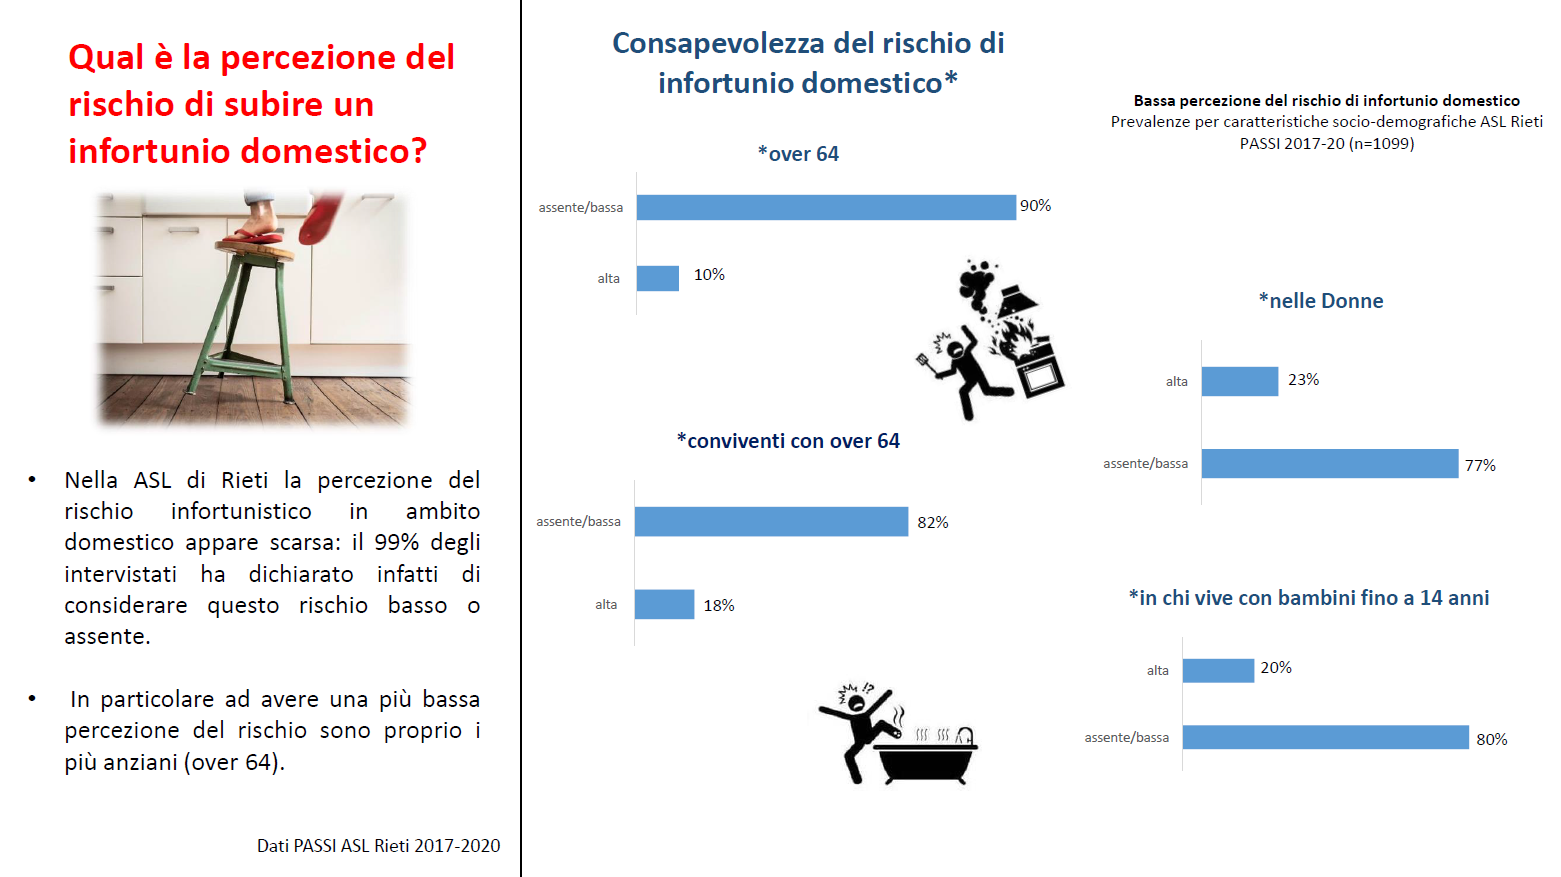 Qual è la percezione del
rischio di subire un
infortunio domestico?
• Nella ASL di Rieti la percezione del
rischio infortunistico in ambito
domestico appare scarsa: il 99% degli
intervistati ha dichiarato infatti di
considerare questo rischio basso o
assente.
• In particolare ad avere una più bassa
percezione del rischio sono proprio i
più anziani (over 64).
Dati PASSI ASL Rieti 2017-2020
Consapevolezza del rischio di
infortunio domestico*
*over 64
assente/bassa 90%
alta 10%
*conviventi con over 64
assente/bassa 82%
alta 18%
!?
Bassa percezione del rischio di infortunio domestico
Prevalenze per caratteristiche socio-demografiche ASL Rieti
PASSI 2017-20 (n=1099)
*nelle Donne
alta 23%
assente/bassa 77%
*in chi vive con bambini fino a 14 anni
alta 20%
assente/bassa 80%